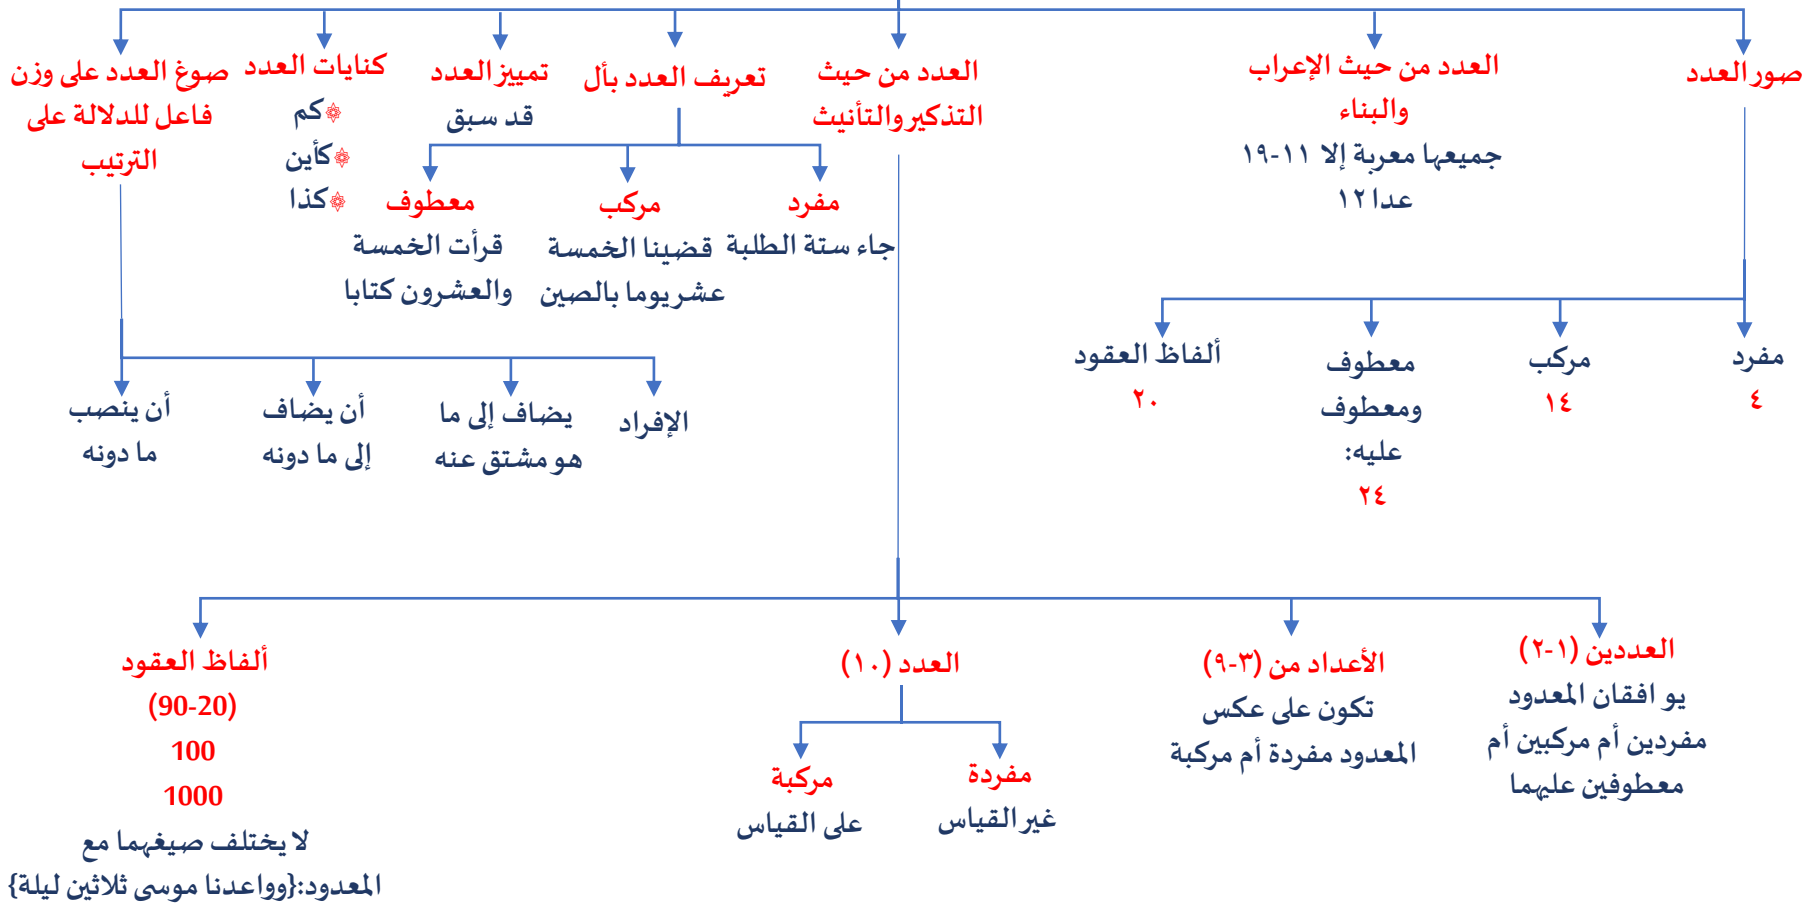 صور العدد
مفرد
٤
مركب
١٤
معطوف
ومعطوف
عليه:
٢٤
ألفاظ العقود
٢٠
العدد من حيث الإعراب
والبناء
جميعها معربة إلا ١١-١٩
عدا ١٢
العدد من حيث
التذكير والتأنيث
تعريف العدد بأل
مفرد
جاء ستة الطلبة
مركب
قضينا الخمسة
عشر يوما بالصين
معطوف
قرأت الخمسة
والعشرون كتابا
تمييز العدد
قد سبق
كنايات العدد
كم
كأين
كذا
صوغ العدد على وزن
فاعل للدلالة على
الترتيب
الإفراد
يضاف إلى ما
هو مشتق عنه
أن يضاف
إلى ما دونه
أن ينصب
ما دونه
العددين (١-٢)
يوافقان المعدود
مفردين أم مركبين أم
معطوفين عليهما
الأعداد من (٣-٩)
تكون على عكس
المعدود مفردة أم مركبة
العدد (١٠)
مفردة
غير القياس
مركبة
على القياس
ألفاظ العقود
(90-20)
100
1000
لا يختلف صيغهما مع
المعدود:{وواعدنا موسى ثلاثين ليلة}